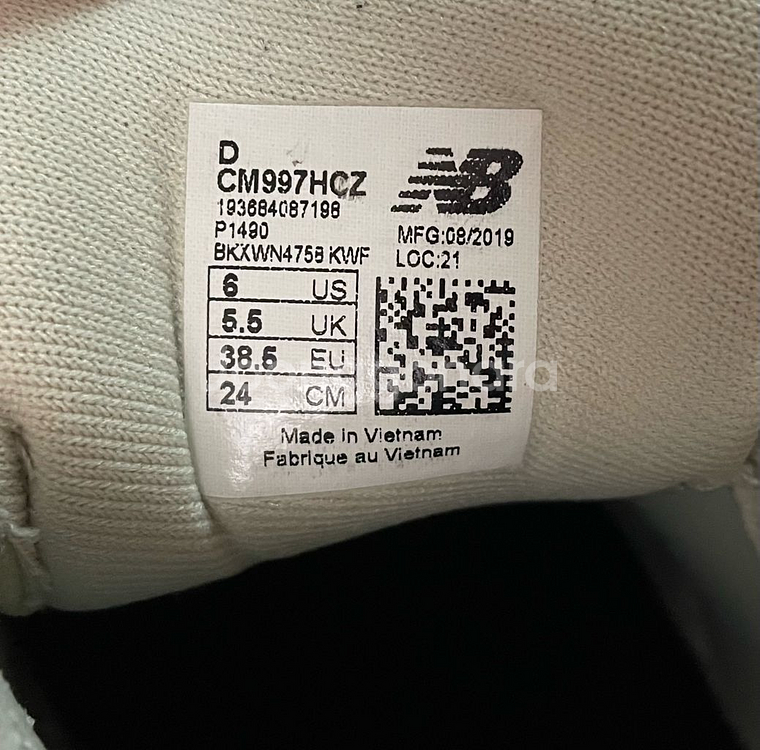 D
CM997HCZ
193684087198
P1490
BKXWN4758 KWF
NB
MFG:08/2019
LOC:21
6 US
5.5 UK
38.5 EU
24 CM
Made in Vietnam
Fabrique au Vietnam